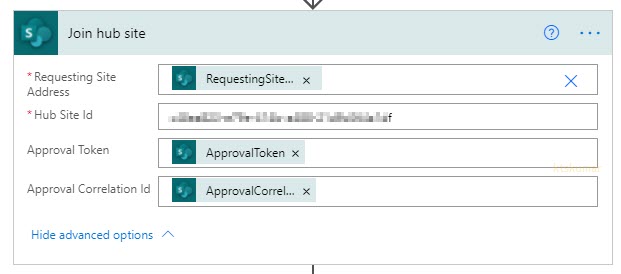 Join hub site
* Requesting Site Address
RequestingSite... ×
* Hub Site Id
Approval Token
ApprovalToken ×
Approval Correlation Id
ApprovalCorrel... ×
Hide advanced options